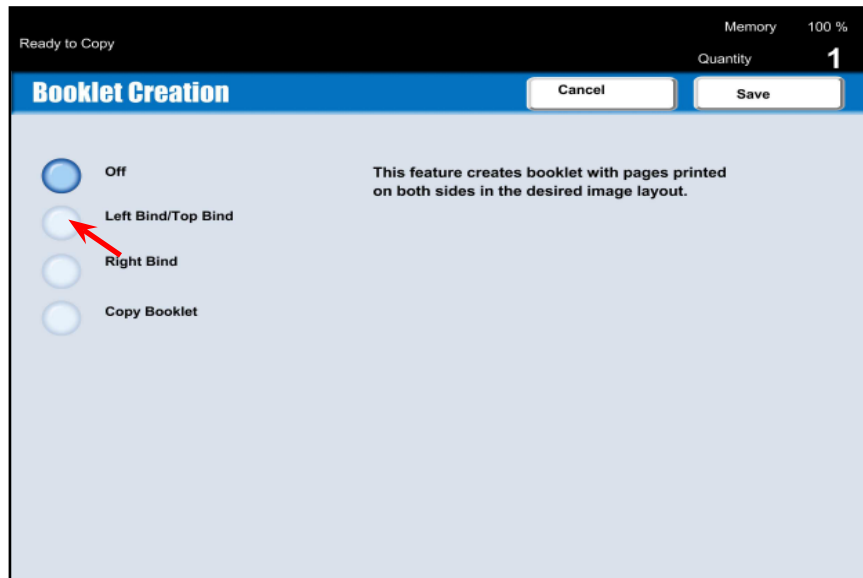 Memory 100 %
Ready to Copy
Quantity 1
Booklet Creation Cancel Save
Off
This feature creates booklet with pages printed
on both sides in the desired image layout.
Left Bind/Top Bind
Right Bind
Copy Booklet